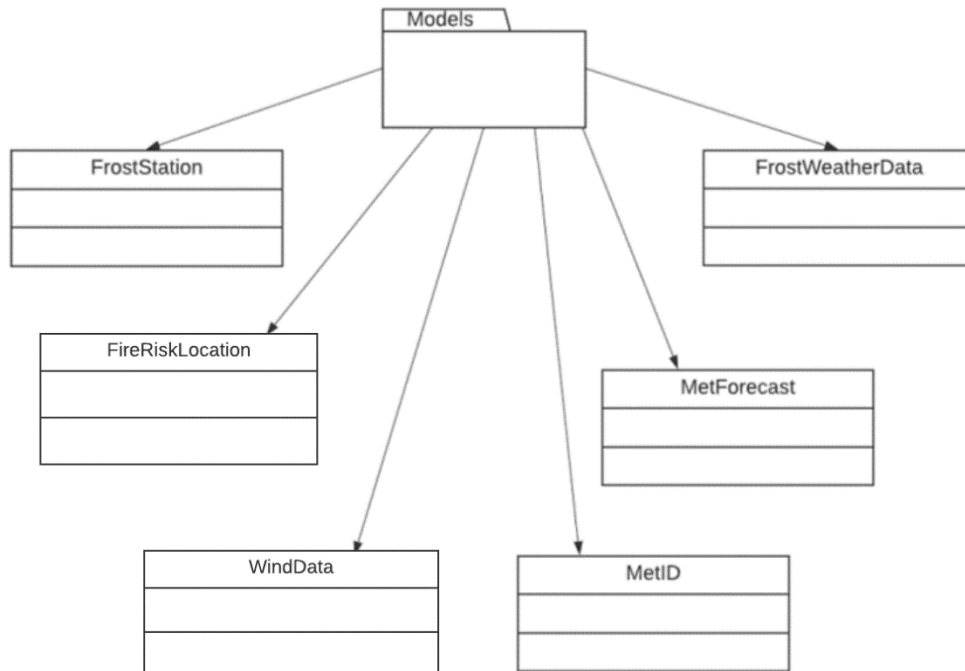 Models
FrostStation
FrostWeatherData
FireRiskLocation
MetForecast
WindData
MetID